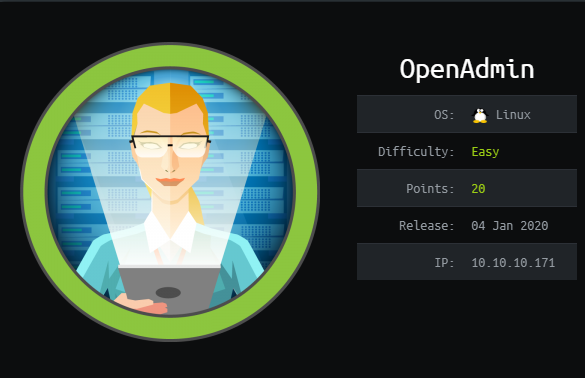 OpenAdmin
OS: Linux
Difficulty: Easy
Points: 20
Release: 04 Jan 2020
IP: 10.10.10.171